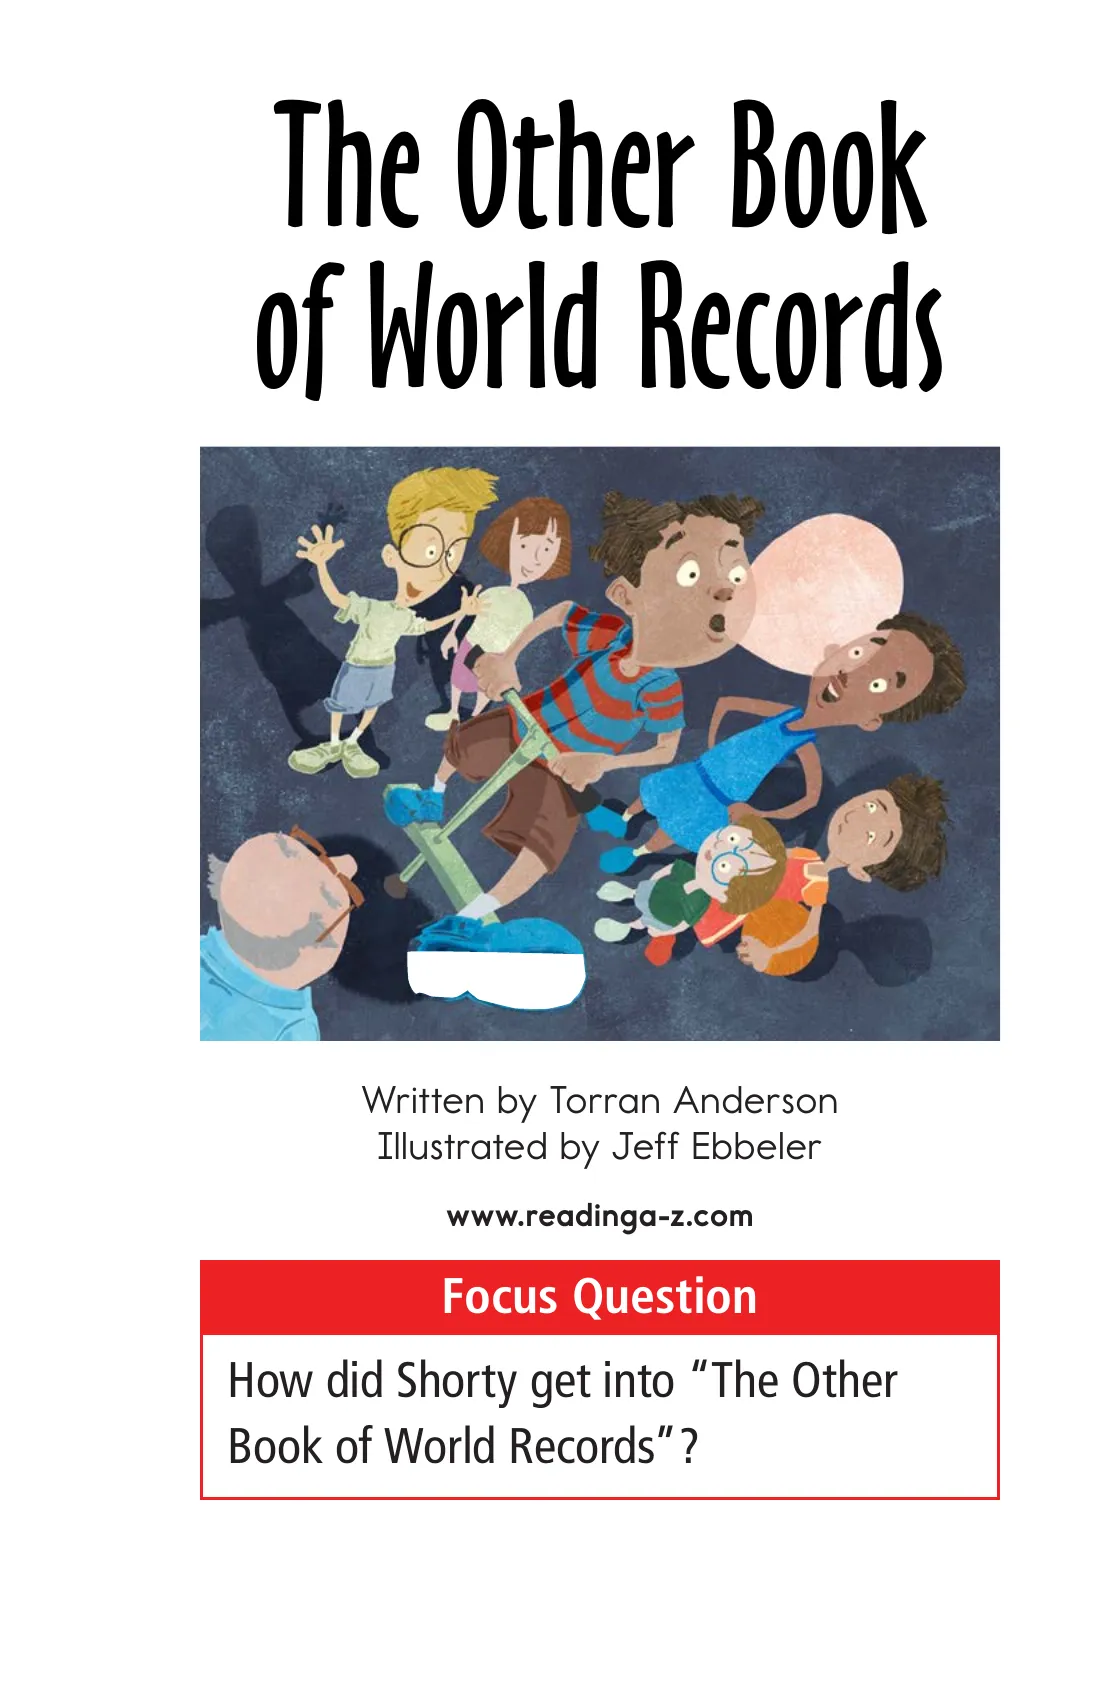 The Other Book
of World Records
Written by Torran Anderson
Illustrated by Jeff Ebbeler
www.readinga-z.com
Focus Question
How did Shorty get into “The Other
Book of World Records”?